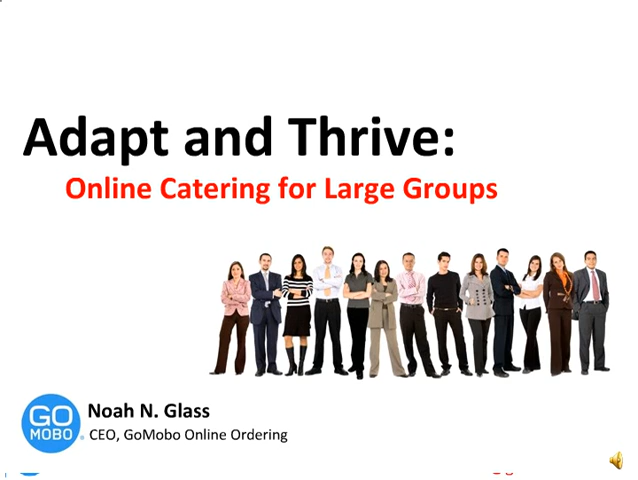 Adapt and Thrive:
Online Catering for Large Groups
GO
MOBO
Noah N. Glass
CEO, GoMobo Online Ordering